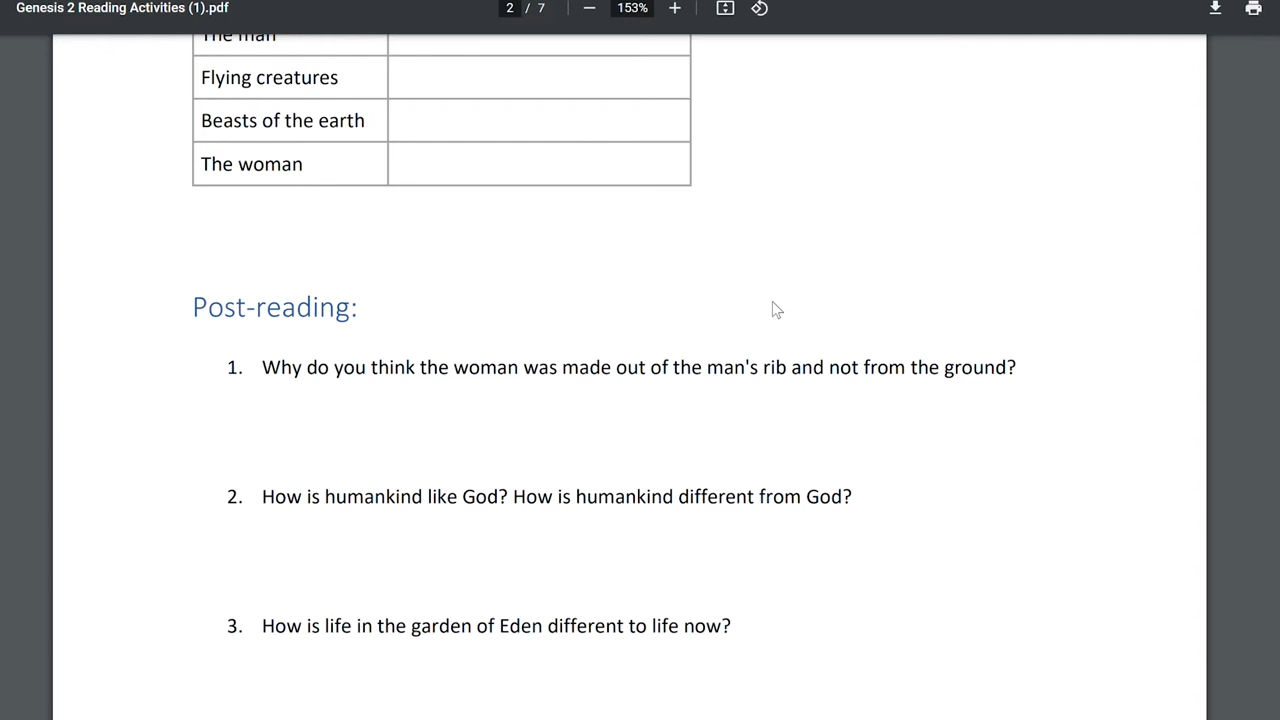 Genesis 2 Reading Activities (1).pdf
2 / 7
153%
The man
Flying creatures
Beasts of the earth
The woman
Post-reading:
1. Why do you think the woman was made out of the man's rib and not from the ground?
2. How is humankind like God? How is humankind different from God?
3. How is life in the garden of Eden different to life now?